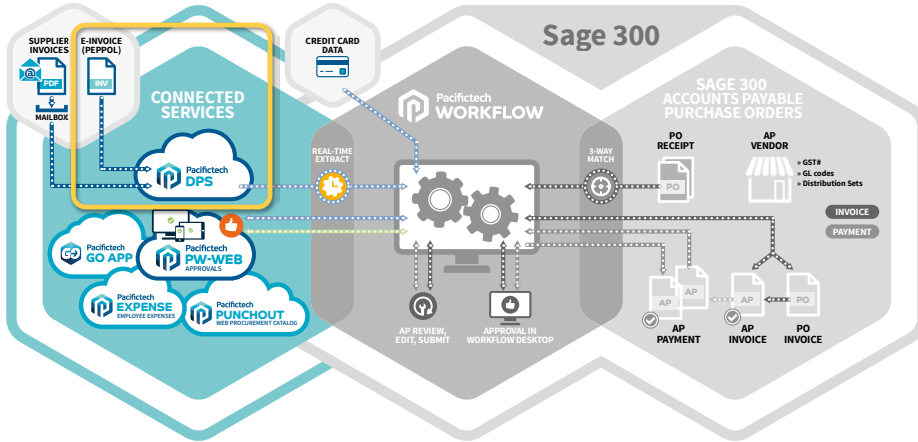 Sage 300
SUPPLIER
INVOICES
@
PDF
MAILBOX
E-INVOICE
(PEPPOL)
INV
CREDIT CARD
DATA
CONNECTED
SERVICES
Pacifictech
DPS
REAL-TIME
EXTRACT
Pacifictech
WORKFLOW
3-WAY
MATCH
SAGE 300
ACCOUNTS PAYABLE
PURCHASE ORDERS
PO
RECEIPT
PO
AP
VENDOR
» GST#
» GL codes
» Distribution Sets
INVOICE
PAYMENT
Pacifictech
GO APP
GO
Pacifictech
PW-WEB
APPROVALS
Pacifictech
EXPENSE
EMPLOYEE EXPENSES
Pacifictech
PUNCHOUT
WEB PROCUREMENT CATALOG
AP REVIEW,
EDIT, SUBMIT
APPROVAL IN
WORKFLOW DESKTOP
AP
AP
AP
PO
AP
PAYMENT
AP
INVOICE
PO
INVOICE